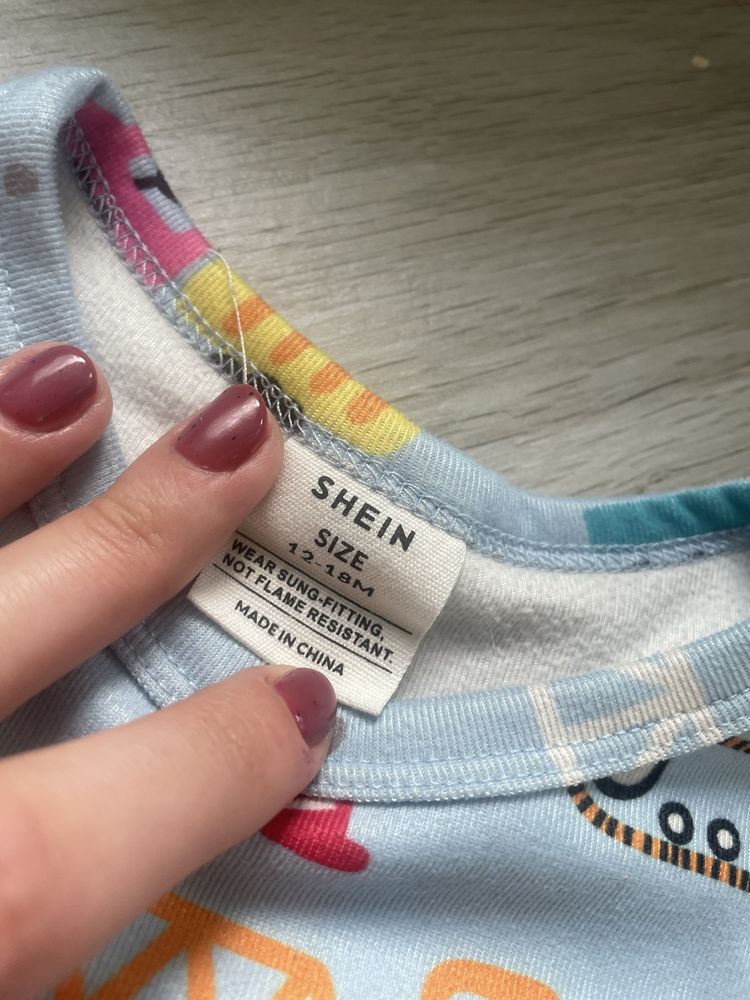 SHEIN
SIZE
12-18M
WEAR SUNG-FITTING,
NOT FLAME RESISTANT.
MADE IN CHINA